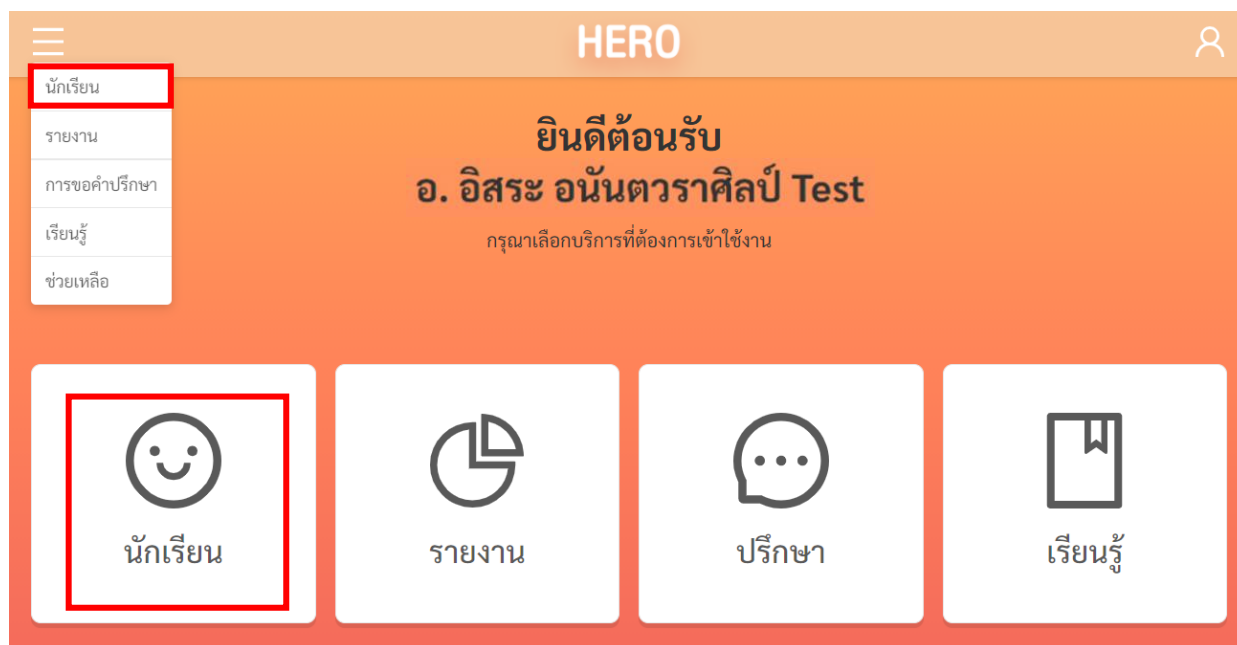 HERO
นักเรียน
รายงาน
การขอคำปรึกษา
เรียนรู้
ช่วยเหลือ
ยินดีต้อนรับ
อ. อิสระ อนันตวราศิลป์ Test
กรุณาเลือกบริการที่ต้องการเข้าใช้งาน
นักเรียน
รายงาน
ปรึกษา
เรียนรู้